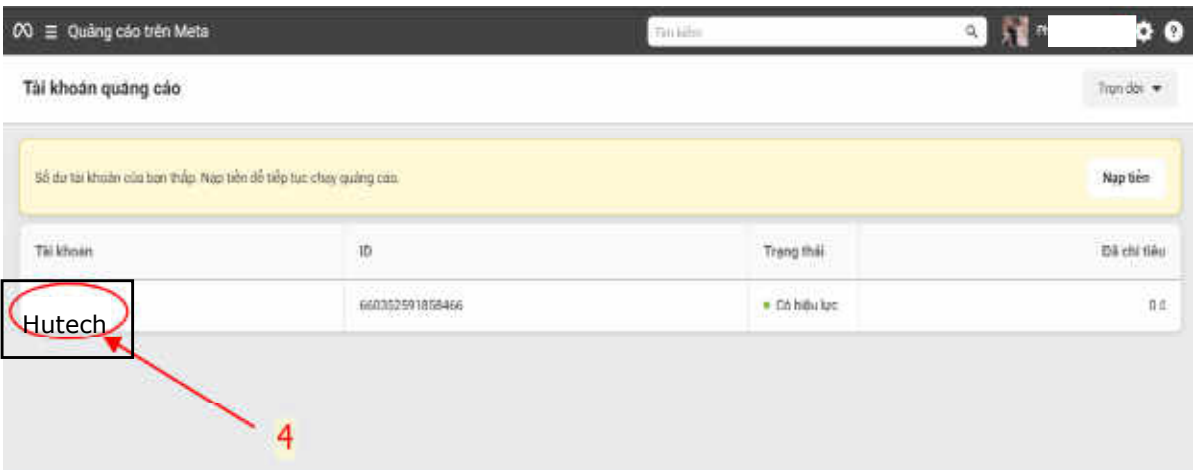 Quảng cáo trên Meta
Tìm kiếm
Tài khoản quảng cáo
Trọn đời
Số dư tài khoản của bạn thấp. Nạp tiền để tiếp tục chạy quảng cáo.
Nạp tiền
Tài khoản ID Trạng thái Đã chi tiêu
Hutech 660352591858466 Có hiệu lực 0 đ
4